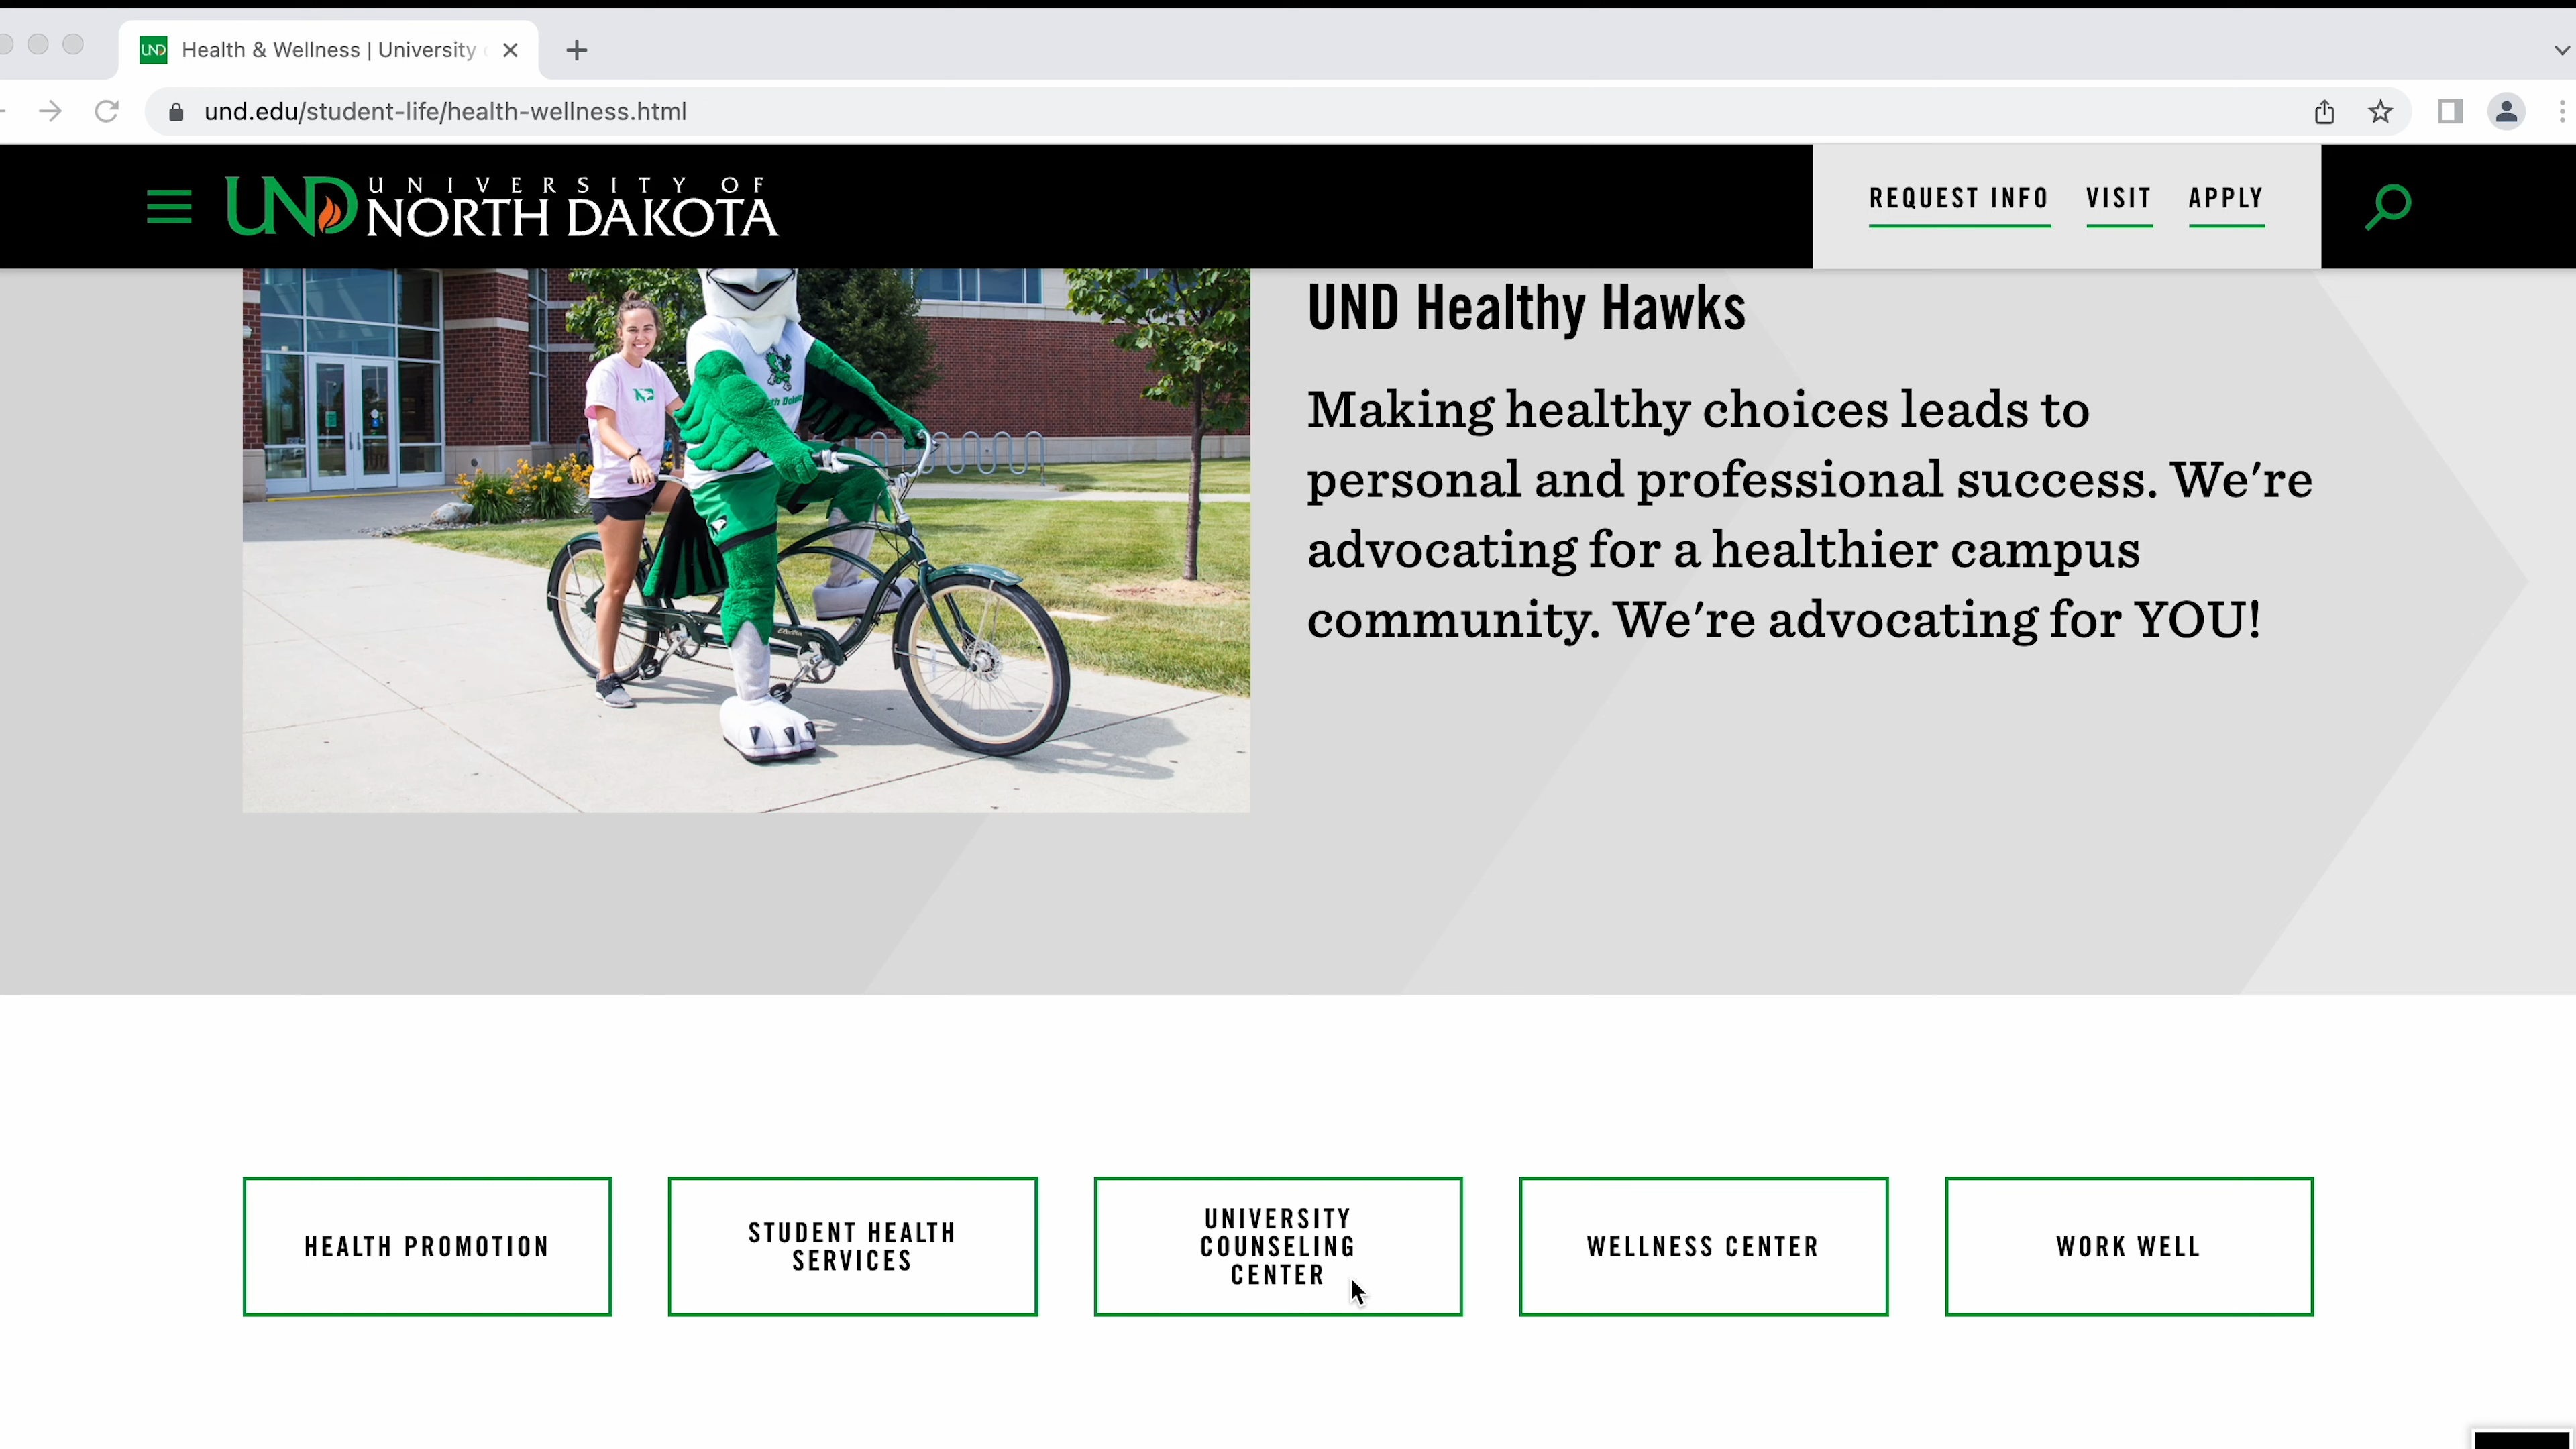 UND Health & Wellness | University
und.edu/student-life/health-wellness.html
UND UNIVERSITY OF
NORTH DAKOTA
REQUEST INFO VISIT APPLY
UND Healthy Hawks
Making healthy choices leads to
personal and professional success. We're
advocating for a healthier campus
community. We're advocating for YOU!
HEALTH PROMOTION
STUDENT HEALTH
SERVICES
UNIVERSITY
COUNSELING
CENTER
WELLNESS CENTER
WORK WELL